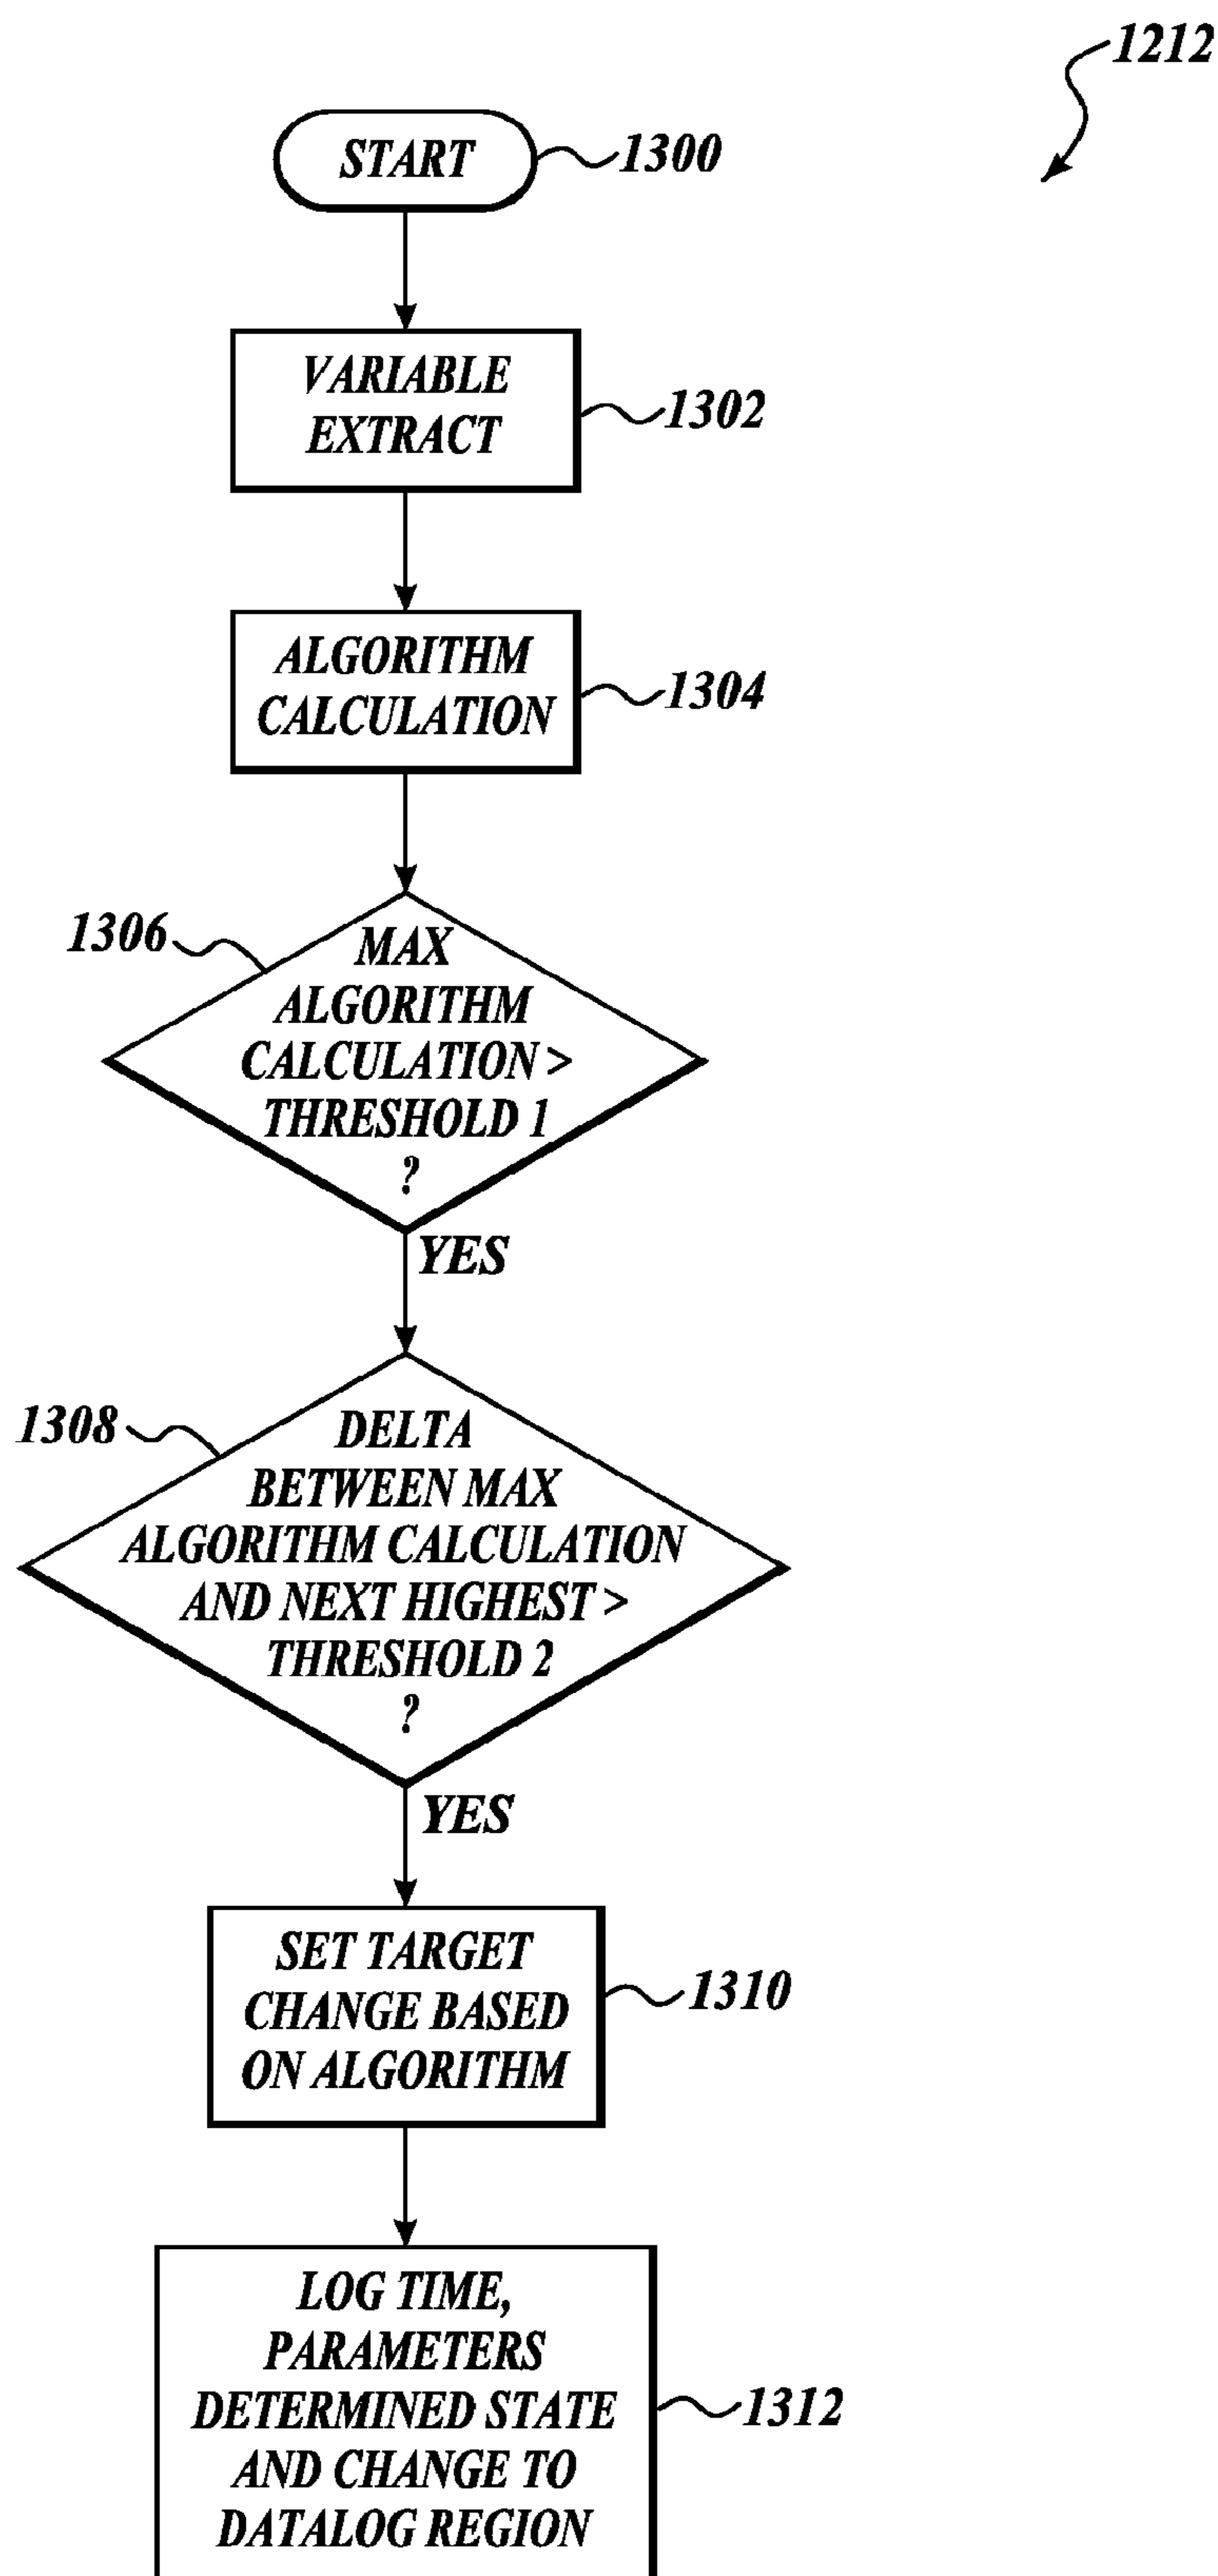 1212
START
1300
VARIABLE
EXTRACT
1302
ALGORITHM
CALCULATION
1304
1306
MAX
ALGORITHM
CALCULATION >
THRESHOLD 1
?
YES
1308
DELTA
BETWEEN MAX
ALGORITHM CALCULATION
AND NEXT HIGHEST >
THRESHOLD 2
?
YES
SET TARGET
CHANGE BASED
ON ALGORITHM
1310
LOG TIME,
PARAMETERS
DETERMINED STATE
AND CHANGE TO
DATALOG REGION
1312